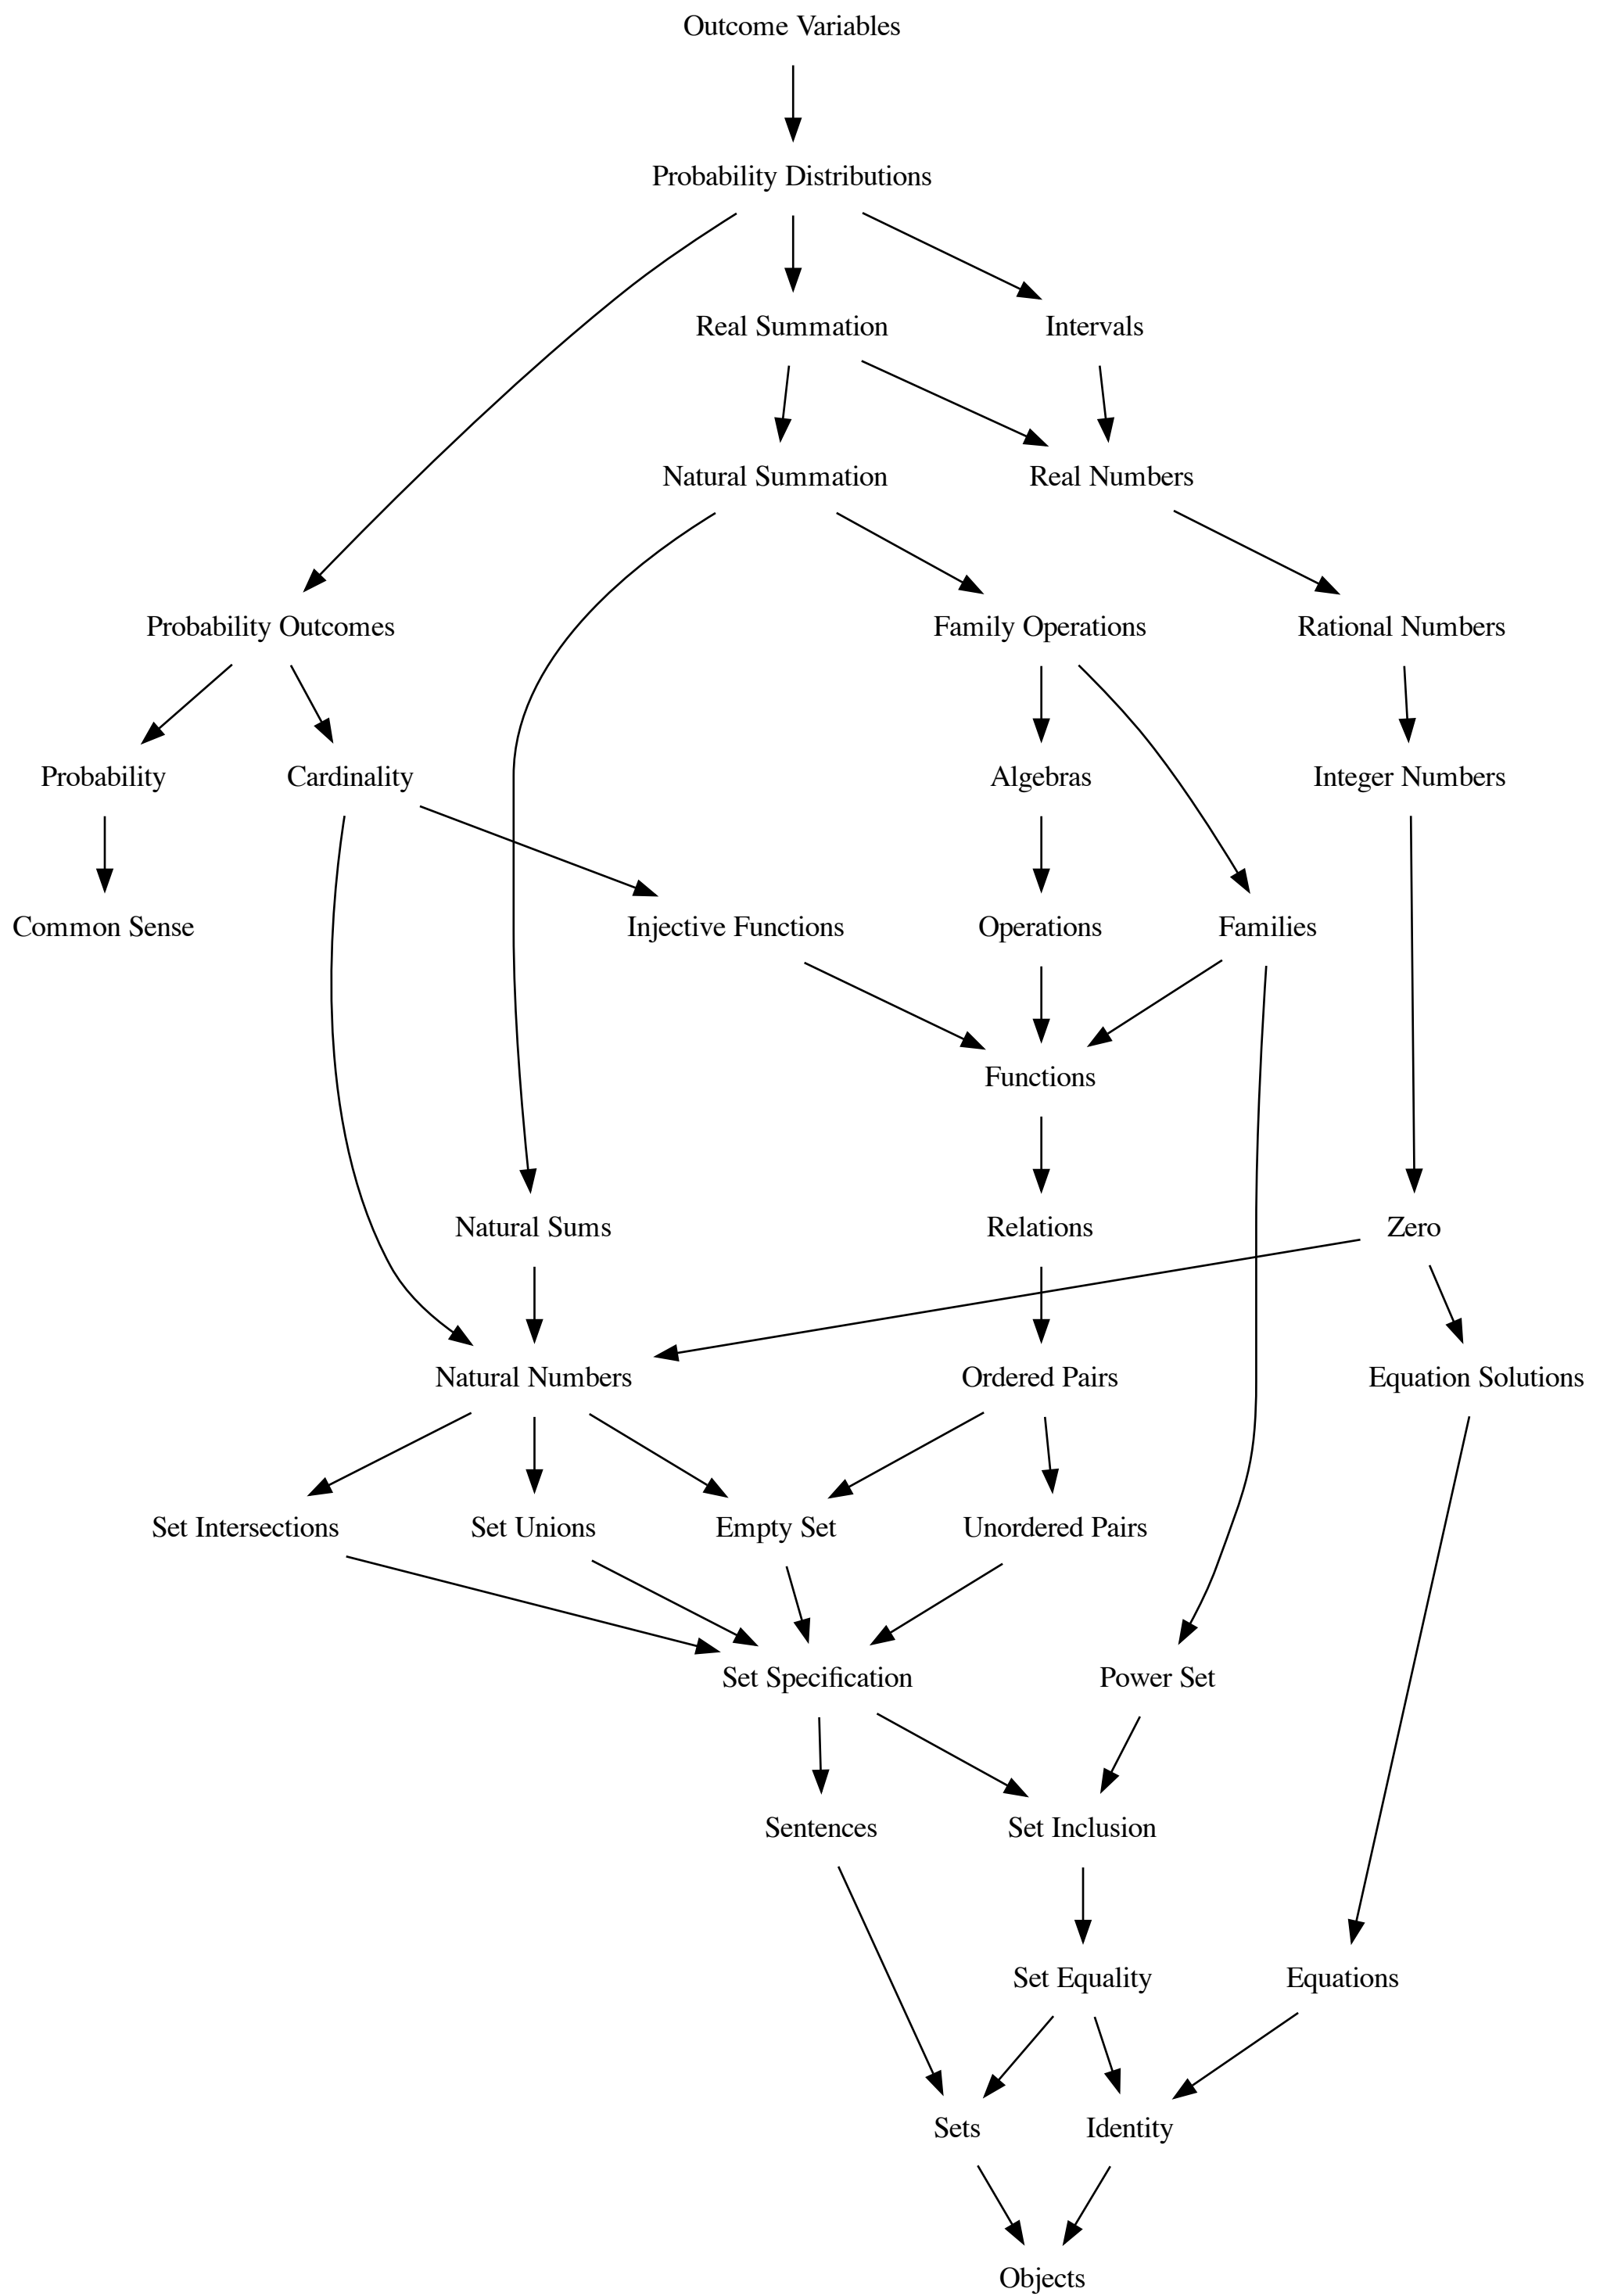 Outcome Variables
Probability Distributions
Real Summation
Intervals
Natural Summation
Real Numbers
Probability Outcomes
Family Operations
Rational Numbers
Probability
Cardinality
Algebras
Integer Numbers
Common Sense
Injective Functions
Operations
Families
Functions
Natural Sums
Relations
Zero
Natural Numbers
Ordered Pairs
Equation Solutions
Set Intersections
Set Unions
Empty Set
Unordered Pairs
Set Specification
Power Set
Sentences
Set Inclusion
Set Equality
Equations
Sets
Identity
Objects